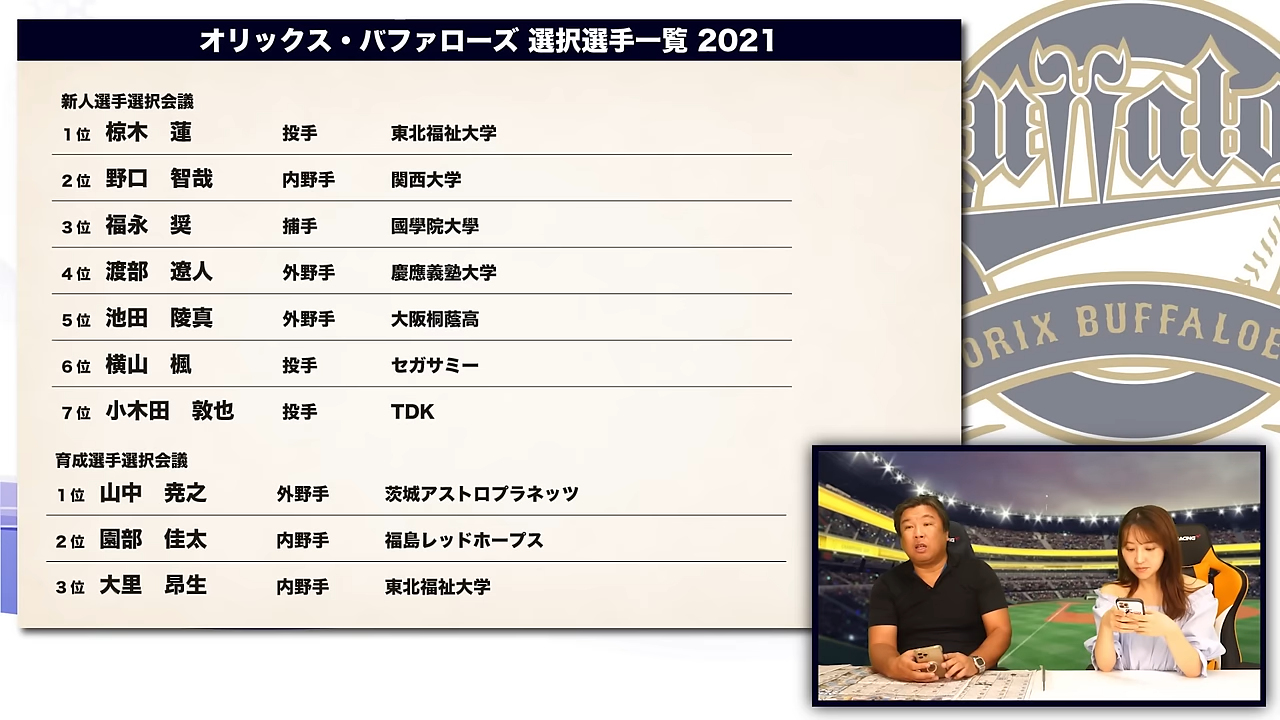 オリックス・バファローズ 選択選手一覧 2021
新人選手選択会議
1位 椋木 蓮 投手 東北福祉大学
2位 野口 智哉 内野手 関西大学
3位 福永 奨 捕手 國學院大學
4位 渡部 遼人 外野手 慶應義塾大学
5位 池田 陵真 外野手 大阪桐蔭高
6位 横山 楓 投手 セガサミー
7位 小木田 敦也 投手 TDK
育成選手選択会議
1位 山中 尭之 外野手 茨城アストロプラネッツ
2位 園部 佳太 内野手 福島レッドホープス
3位 大里 昂生 内野手 東北福祉大学
uffalo
ORIX BUFFALOE